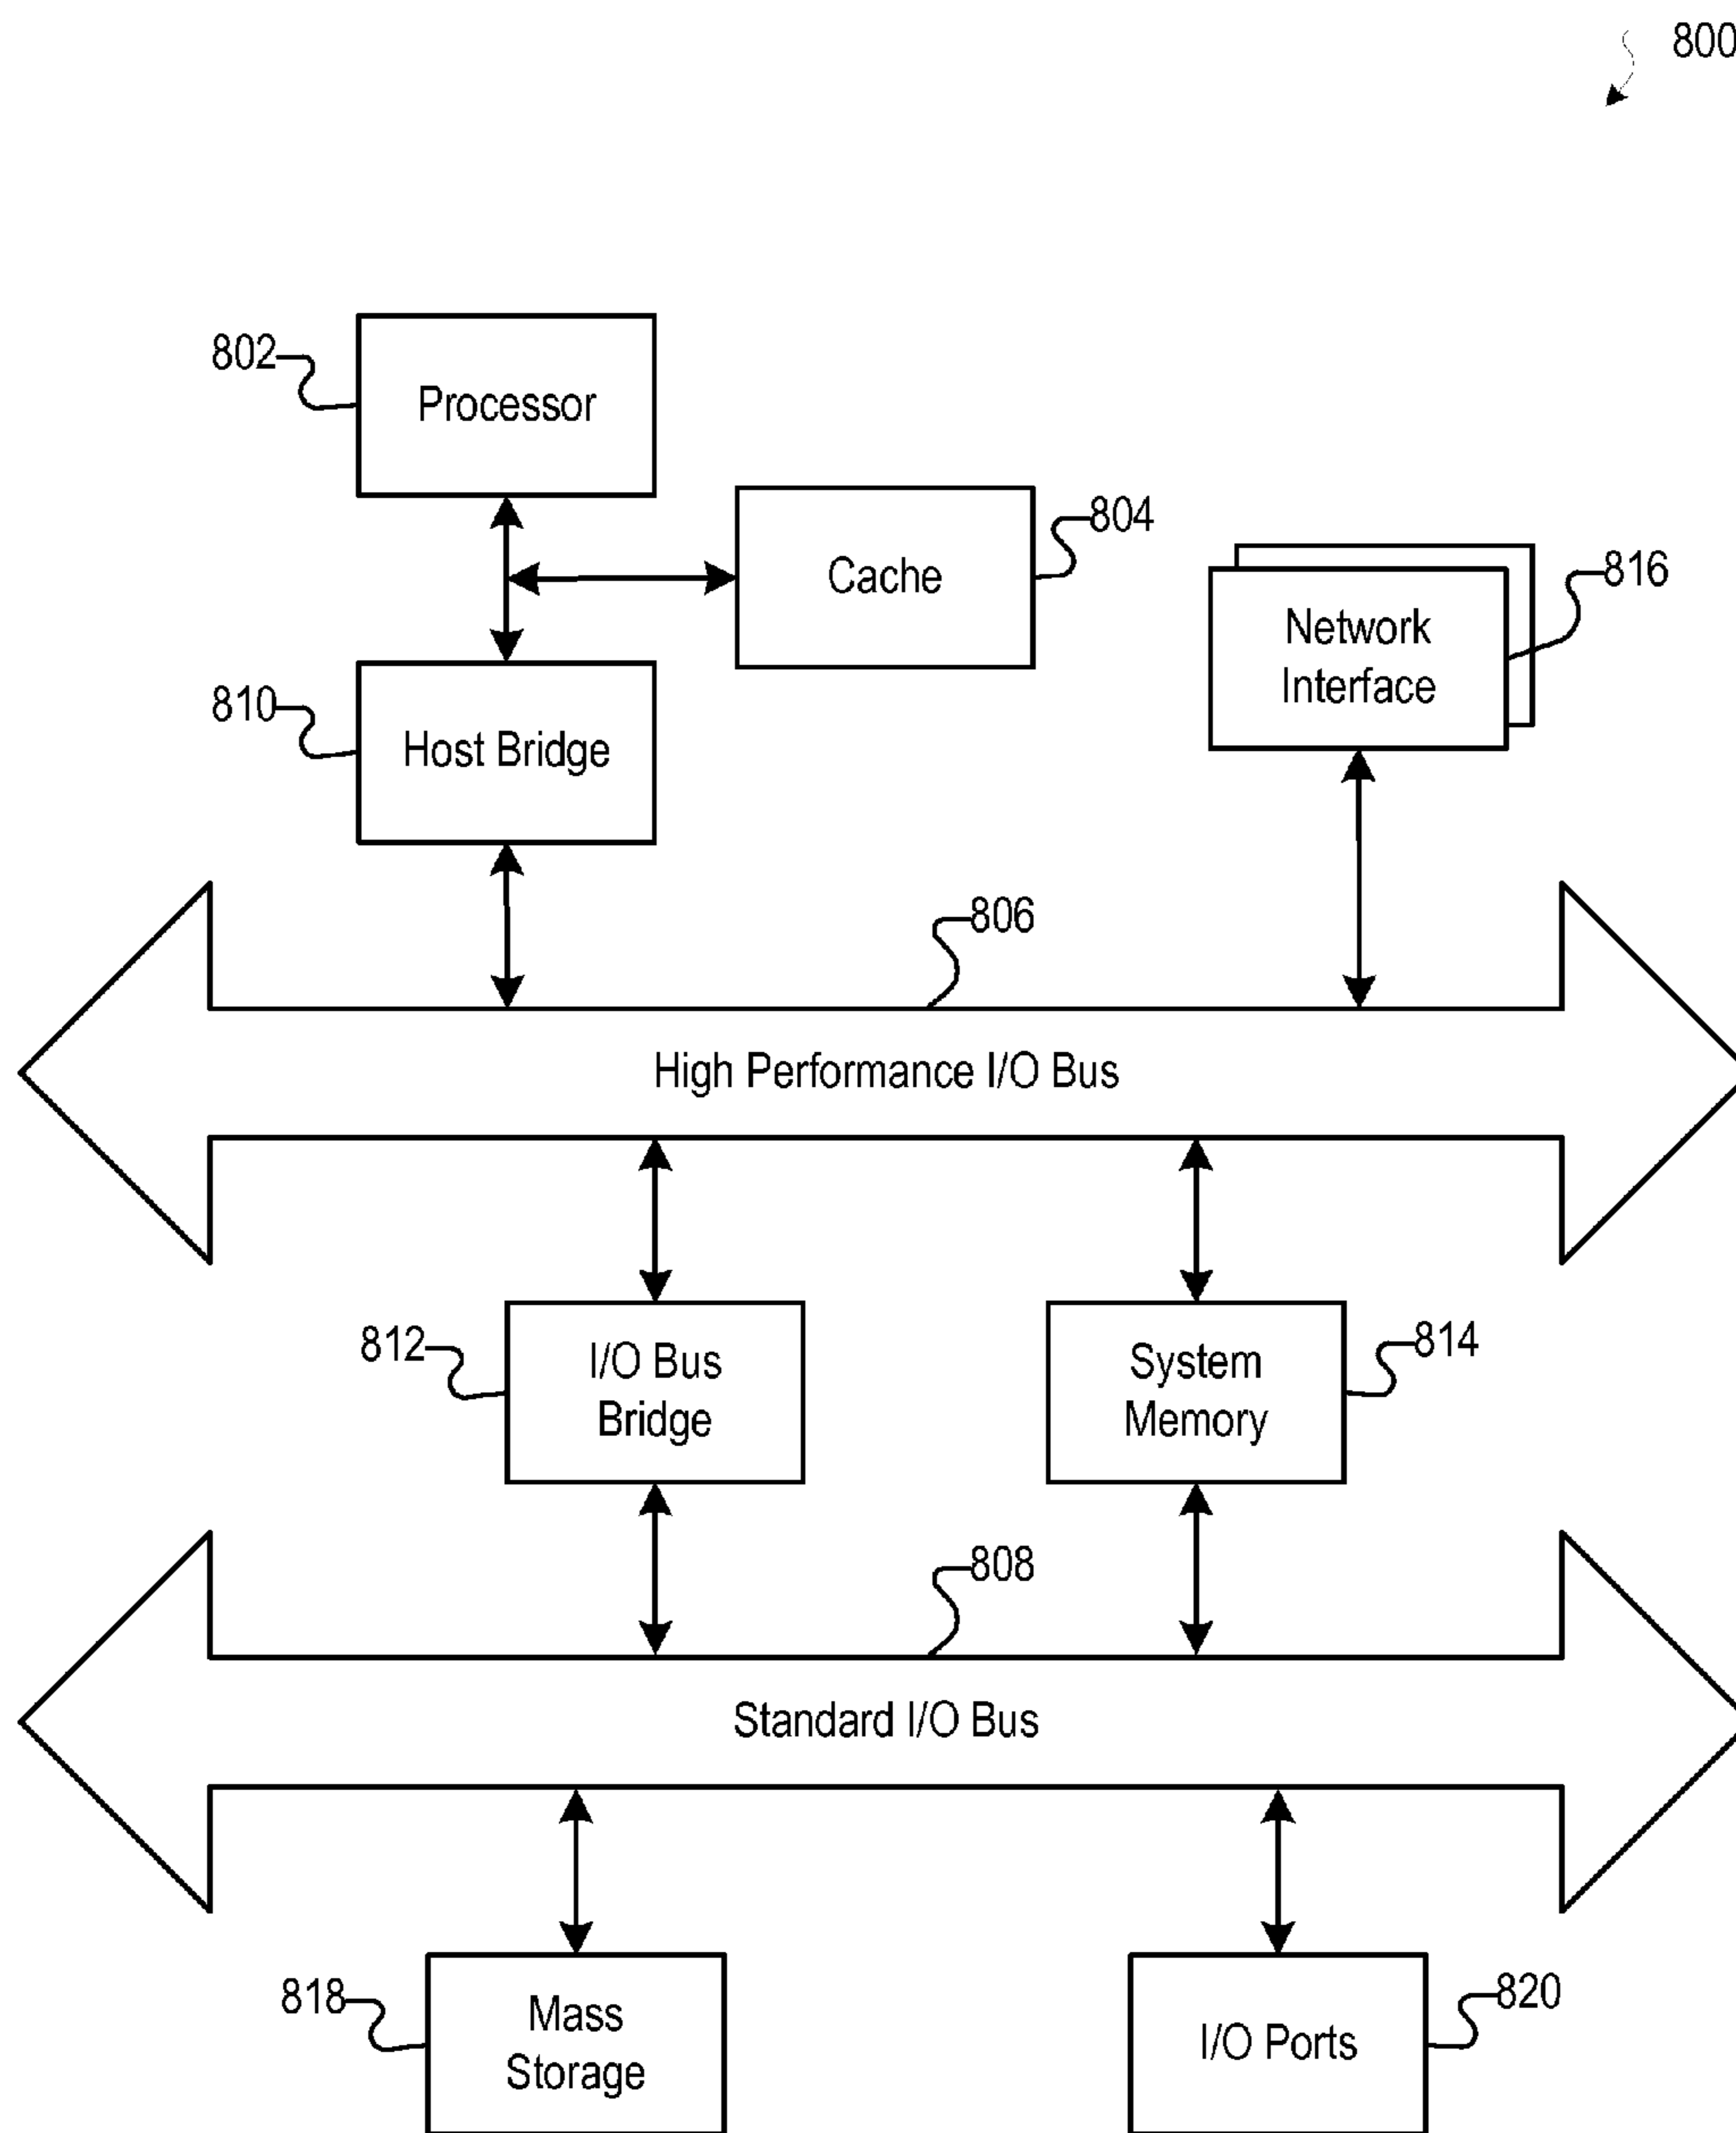 800
802
Processor
804
Cache
816
Network
Interface
810
Host Bridge
806
High Performance I/O Bus
812
I/O Bus
Bridge
System
Memory
814
808
Standard I/O Bus
818
Mass
Storage
I/O Ports
820